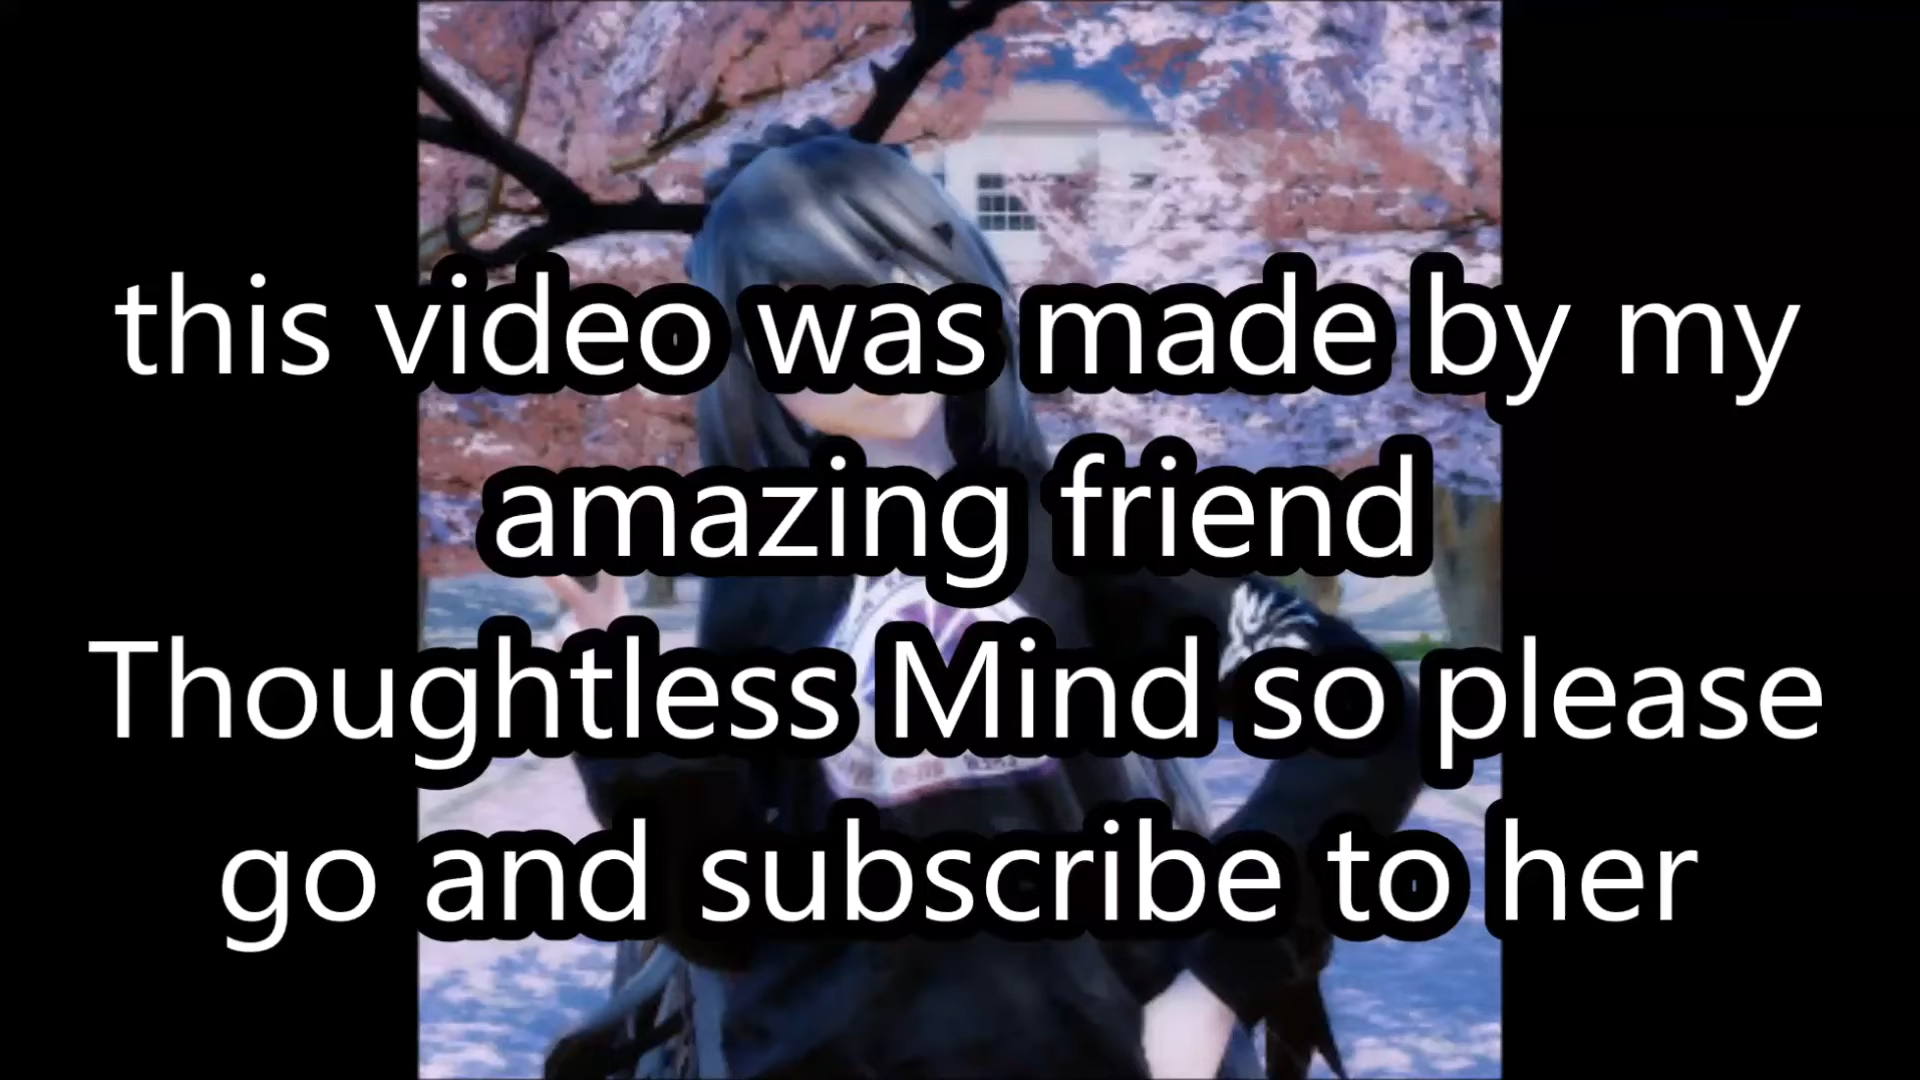 this video was made by my
amazing friend
Thoughtless Mind so please
go and subscribe to her